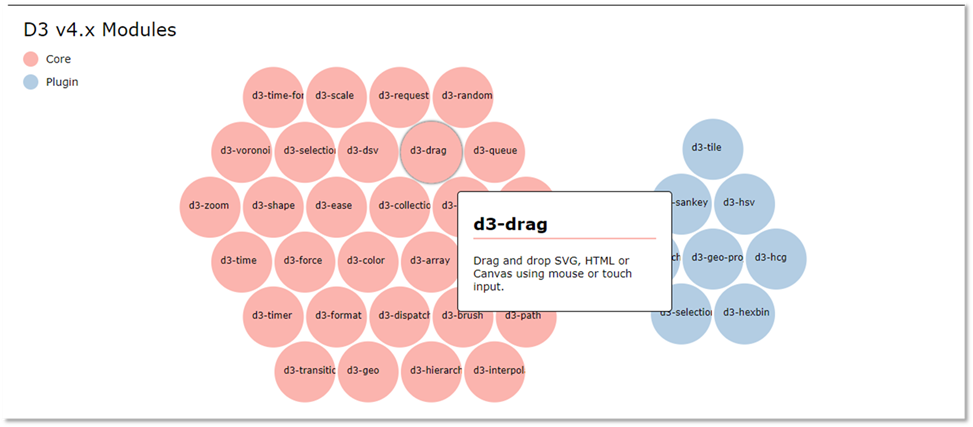 D3 v4.x Modules
Core
Plugin
d3-time-for
d3-scale
d3-request
d3-random
d3-voronoi
d3-selection
d3-dsv
d3-drag
d3-queue
d3-tile
d3-zoom
d3-shape
d3-ease
d3-collectic
d3-
-sankey
d3-hsv
d3-drag
Drag and drop SVG, HTML or
Canvas using mouse or touch
input.
d3-time
d3-force
d3-color
d3-array
ch
d3-geo-pro
d3-hcg
d3-timer
d3-format
d3-dispatch
d3-brush
d3-path
d3-selection
d3-hexbin
d3-transitic
d3-geo
d3-hierarch
d3-interpol